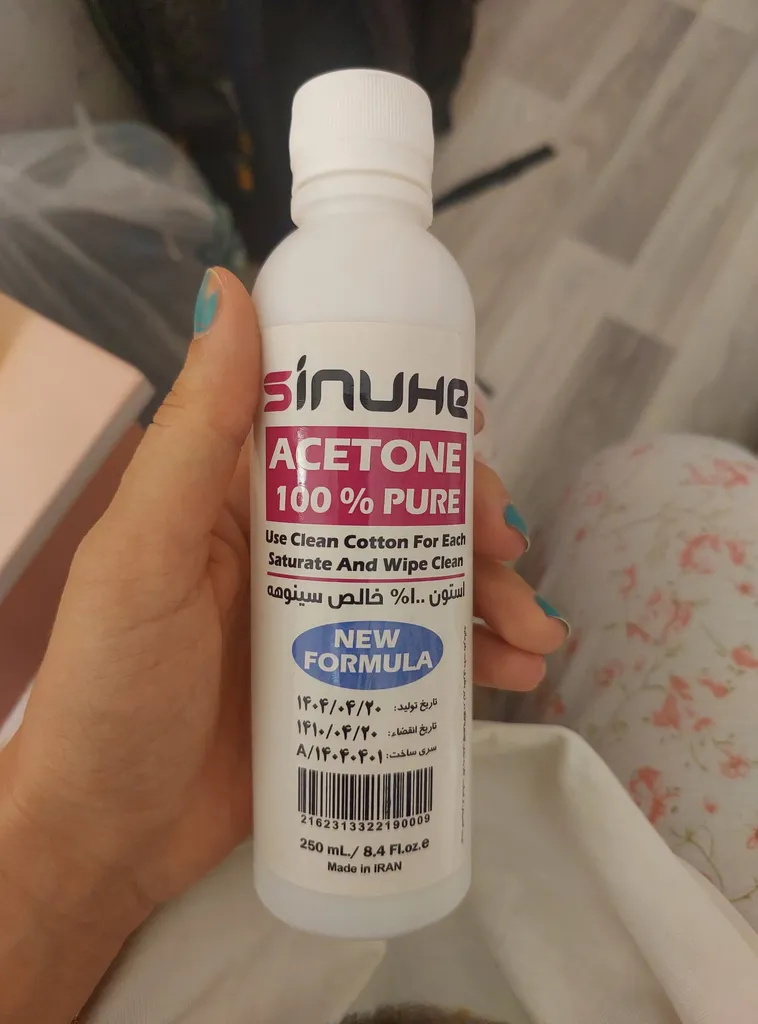 sinuhe
ACETONE
100 % PURE
Use Clean Cotton For Each
Saturate And Wipe Clean
استون ۱۰۰% خالص سینوهه
NEW
FORMULA
تاریخ تولید: ۱۴۰۴/۰۴/۲۰
تاریخ انقضاء: ۱۴۱۰/۰۴/۲۰
سری ساخت: A/۱۴۰۴۰۴۰۱
2162313322190009
250 mL./ 8.4 Fl.oz.e
Made in IRAN